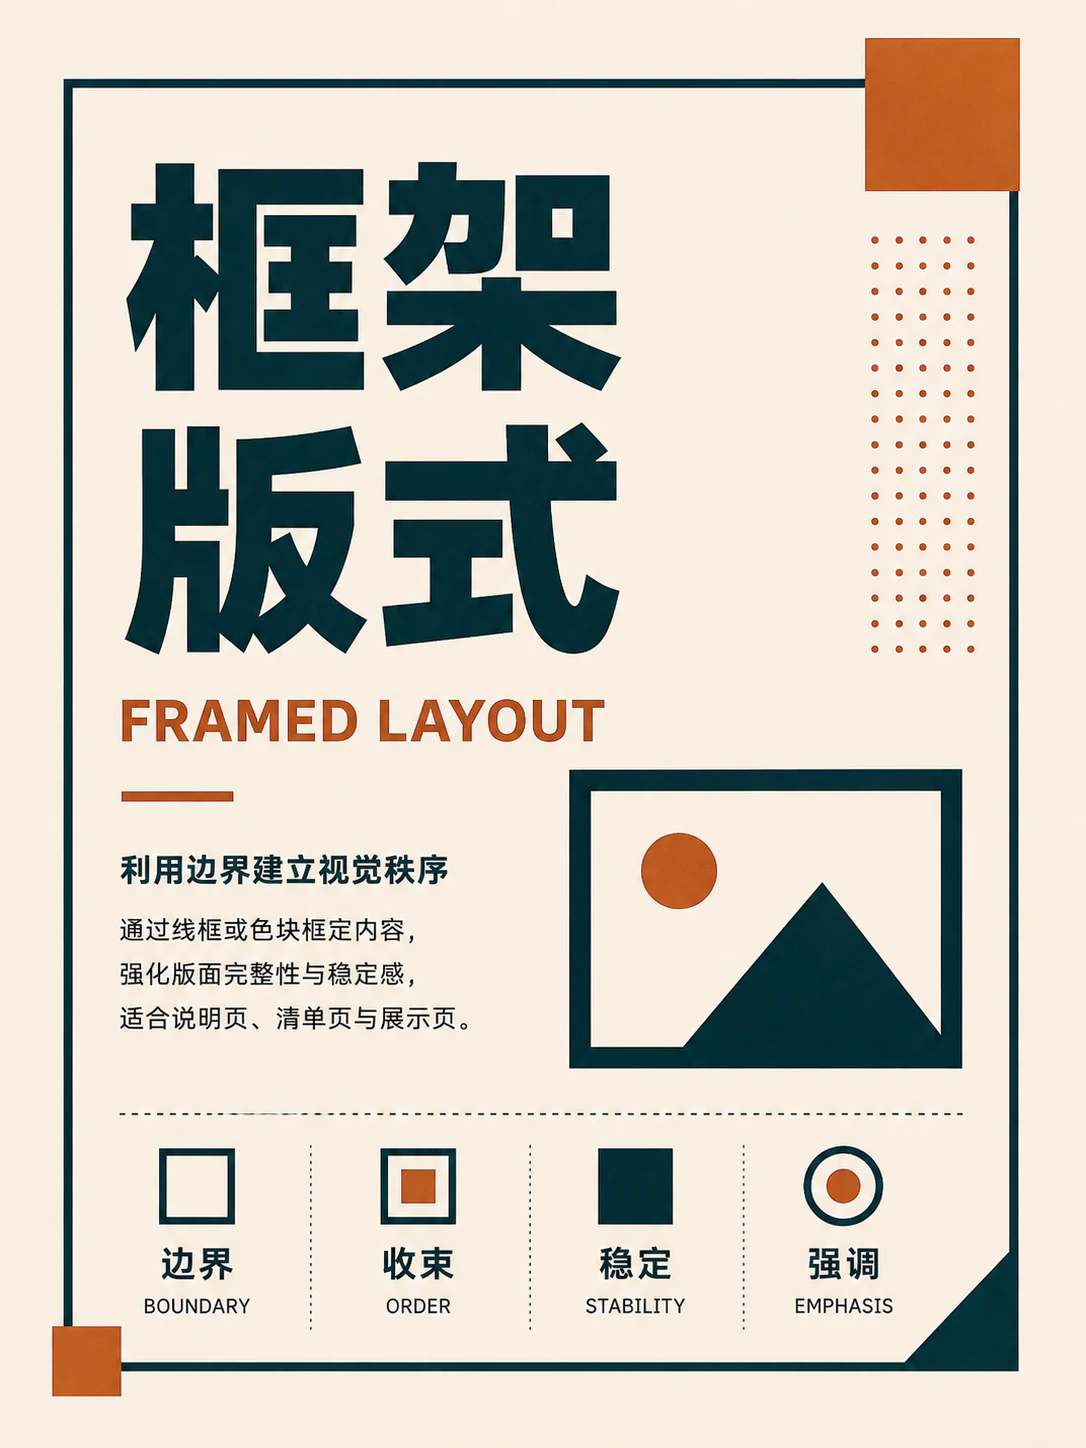 框架
版式
FRAMED LAYOUT
利用边界建立视觉秩序
通过线框或色块框定内容，
强化版面完整性与稳定感，
适合说明页、清单页与展示页。
边界
BOUNDARY
收束
ORDER
稳定
STABILITY
强调
EMPHASIS